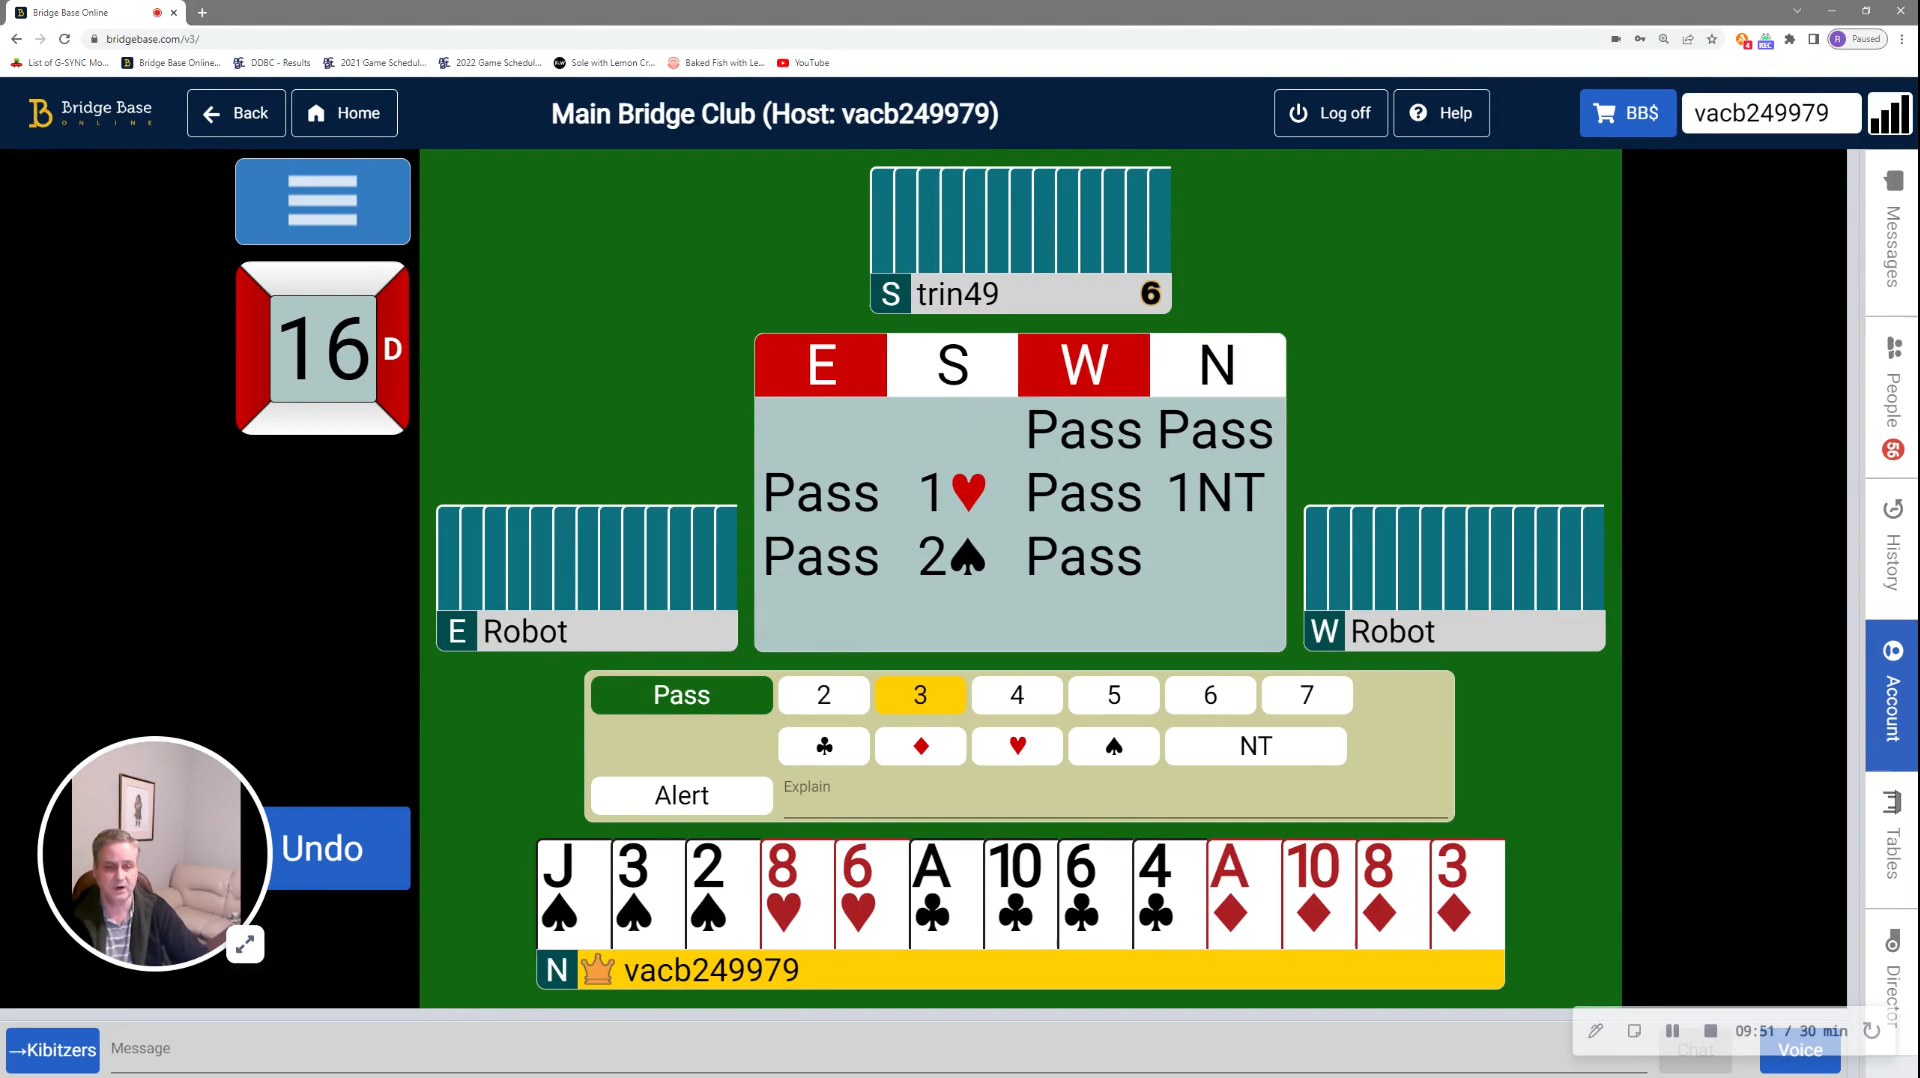 Bridge Base Online
bridgebase.com/v3/
Paused
List of G-SYNC Mo...
Bridge Base Online...
DDBC - Results
2021 Game Schedul...
2022 Game Schedul...
Sole with Lemon Cr...
Baked Fish with Le...
YouTube
Bridge Base
ONLINE
Back
Home
Main Bridge Club (Host: vacb249979)
Log off
Help
BB$
vacb249979
S trin49 6
16 D
E S W N
Pass Pass
Pass 1♥ Pass 1NT
Pass 2♠ Pass
E Robot
W Robot
Pass 2 3 4 5 6 7
♣ ♦ ♥ ♠ NT
Alert Explain
Undo
J♠ 3♠ 2♠ 8♥ 6♥ A♣ 10♣ 6♣ 4♣ A♦ 10♦ 8♦ 3♦
N vacb249979
Messages
People 56
History
Account
Tables
Director
→Kibitzers
Message
09:51 / 30 min
Chat
Voice